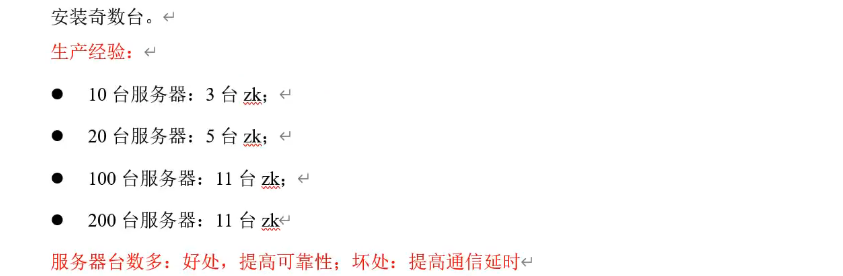 安装奇数台。
生产经验：
● 10 台服务器：3 台 zk；
● 20 台服务器：5 台 zk；
● 100 台服务器：11 台 zk；
● 200 台服务器：11 台 zk
服务器台数多：好处，提高可靠性；坏处：提高通信延时